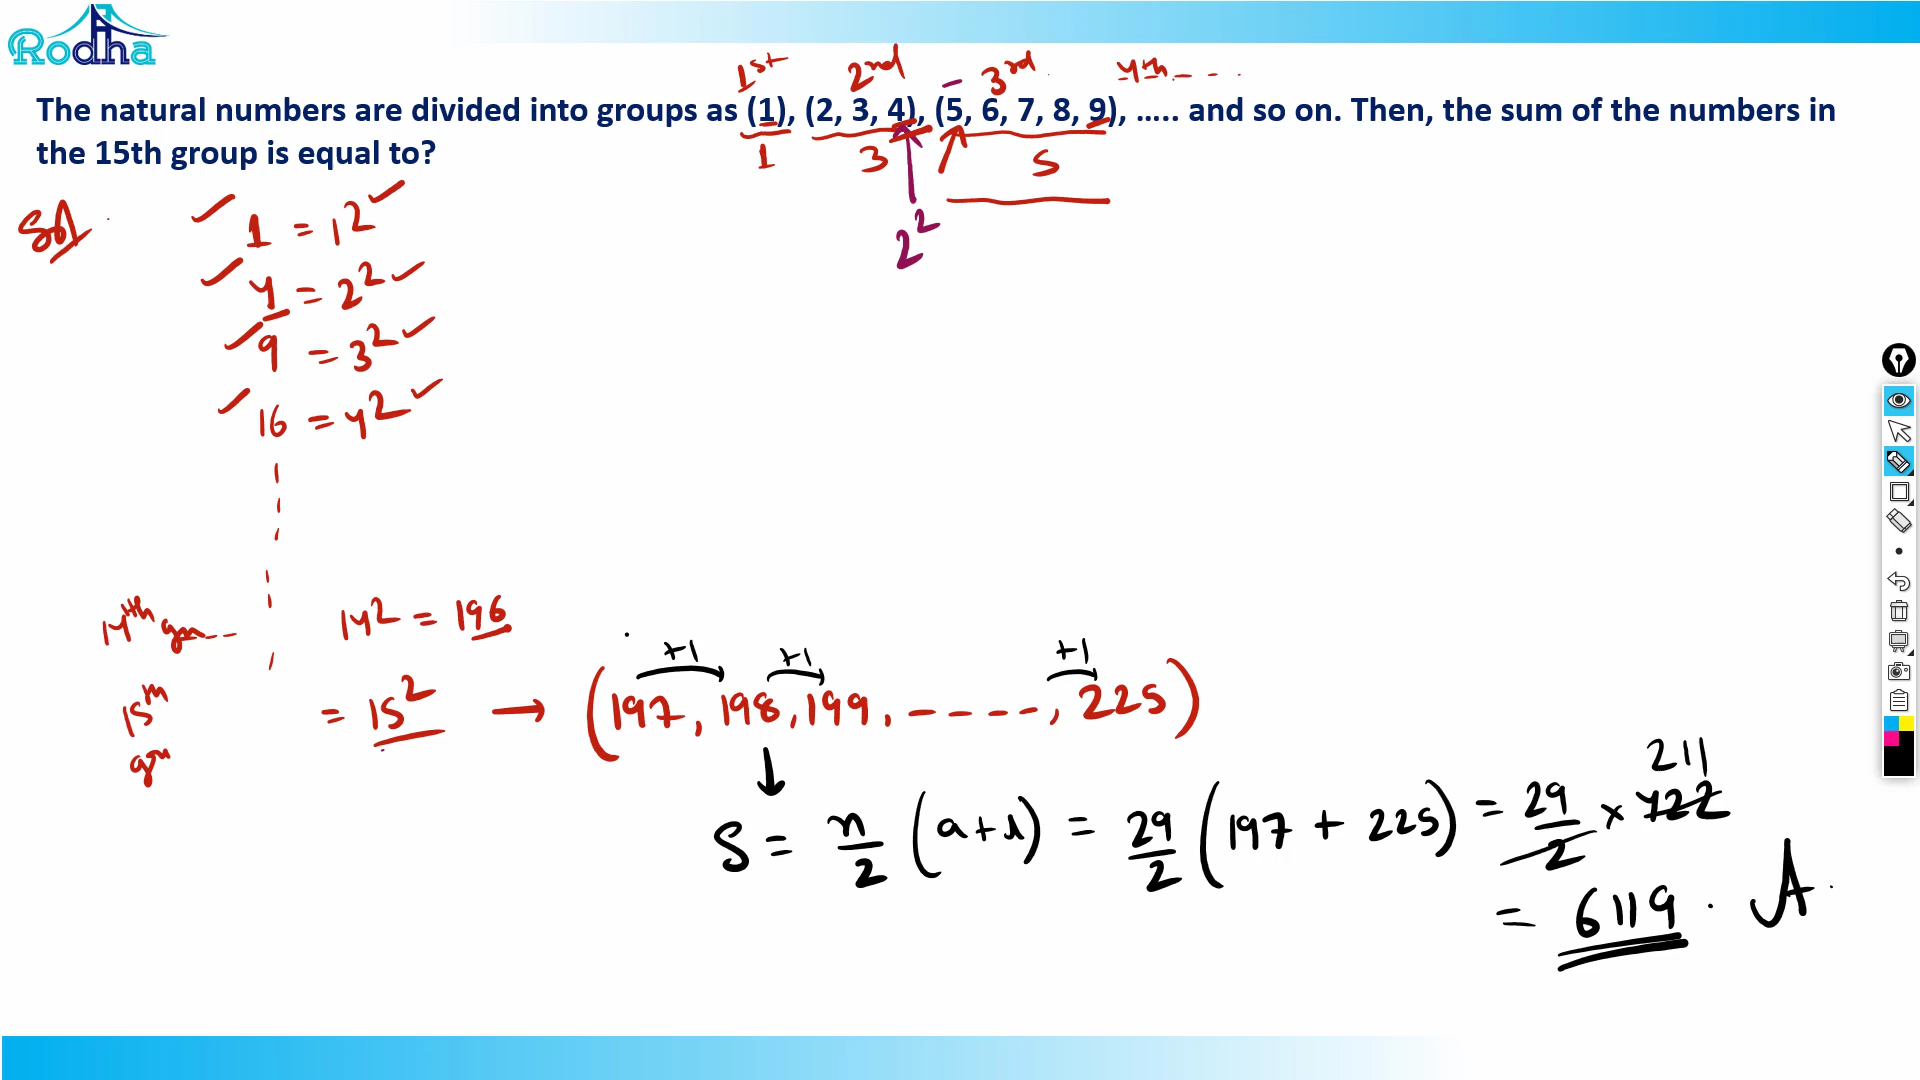 Rodha
1st 2nd 3rd 4th
The natural numbers are divided into groups as (1), (2, 3, 4), (5, 6, 7, 8, 9), ..... and so on. Then, the sum of the numbers in
the 15th group is equal to?
1 3 5
2²
Sol
1 = 1²
4 = 2²
9 = 3²
16 = 4²
14th 14² = 196
+1 +1 +1
15th = 15² → (197, 198, 199, - - - -, 225)
S = n/2 (a+l) = 29/2 (197 + 225) = 29/2 × 422
211
= 6119. A